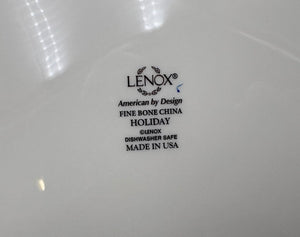 LENOX®
American by Design
FINE BONE CHINA
HOLIDAY
©LENOX
DISHWASHER SAFE
MADE IN USA